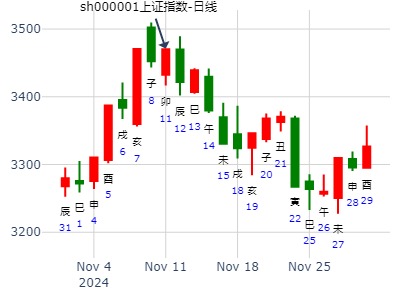 sh000001上证指数-日线
3500
3400
3300
3200
辰
31
巳
1
申
4
酉
5
戌
6
亥
7
子
8
卯
11
辰
12
巳
13
午
14
未
15
戌
18
亥
19
子
20
丑
21
寅
22
巳
25
午
26
未
27
申
28
酉
29
Nov 4
2024
Nov 11
Nov 18
Nov 25